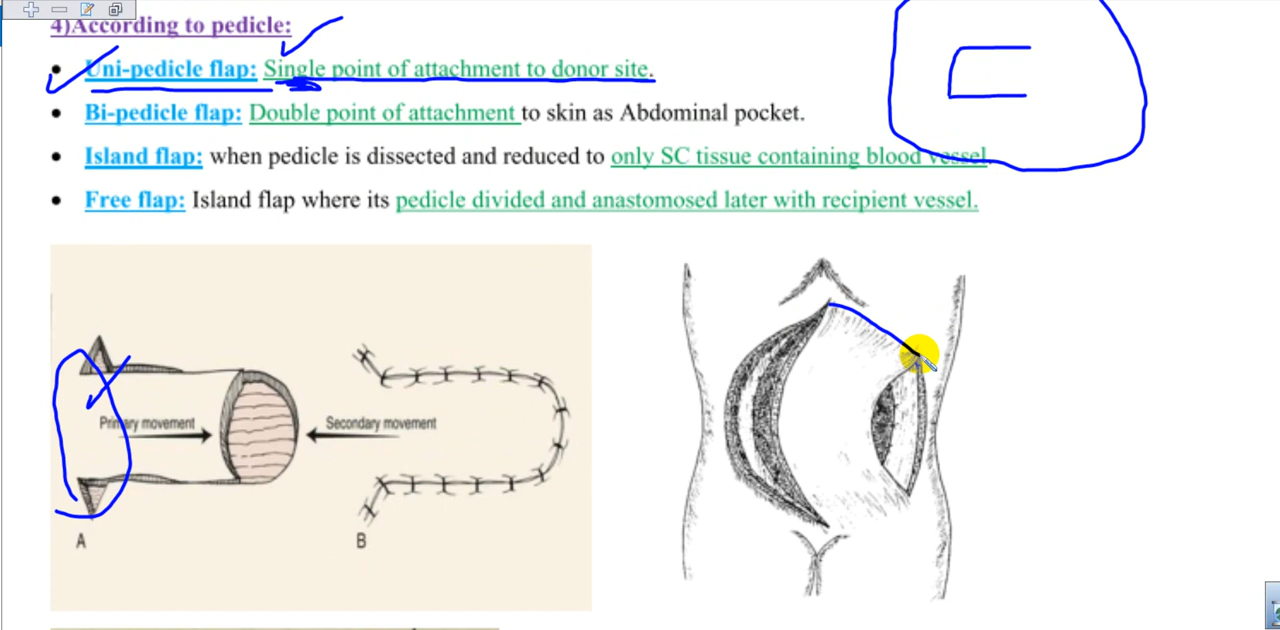 4)According to pedicle:
• Uni-pedicle flap: Single point of attachment to donor site.
• Bi-pedicle flap: Double point of attachment to skin as Abdominal pocket.
• Island flap: when pedicle is dissected and reduced to only SC tissue containing blood vessel.
• Free flap: Island flap where its pedicle divided and anastomosed later with recipient vessel.
Primary movement
Secondary movement
A
B